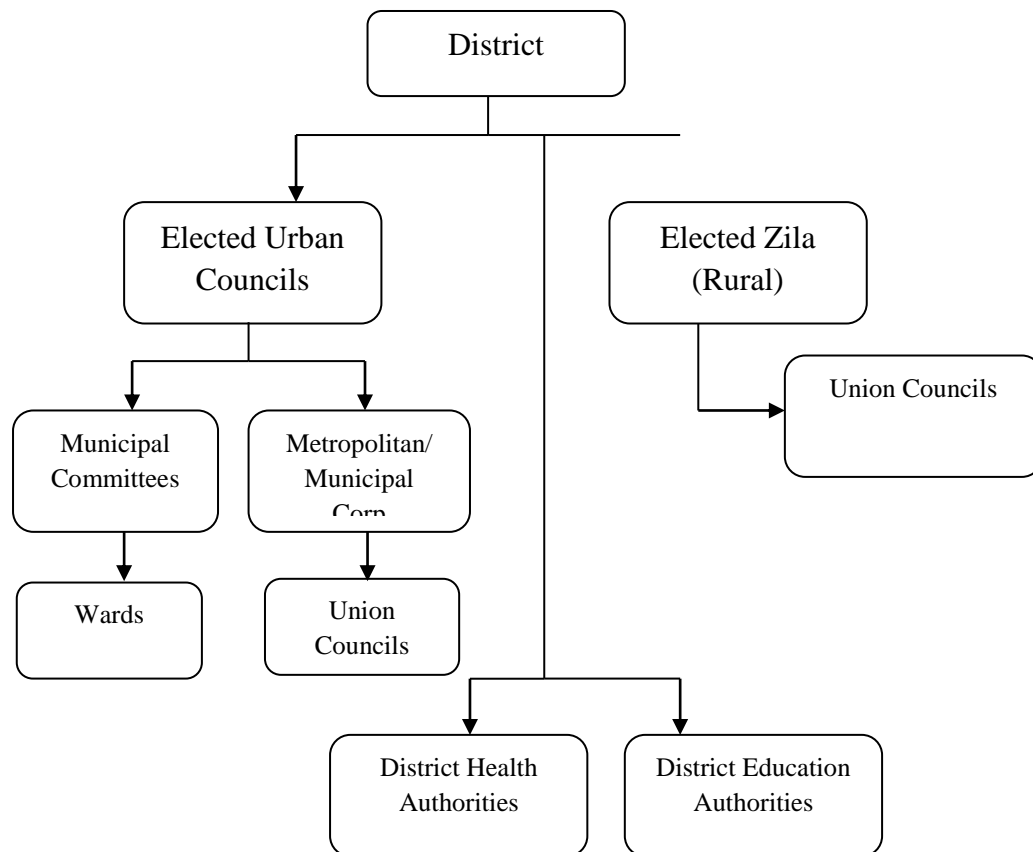 District
Elected Urban
Councils
Elected Zila
(Rural)
Union Councils
Municipal
Committees
Metropolitan/
Municipal
Corp
Wards
Union
Councils
District Health
Authorities
District Education
Authorities